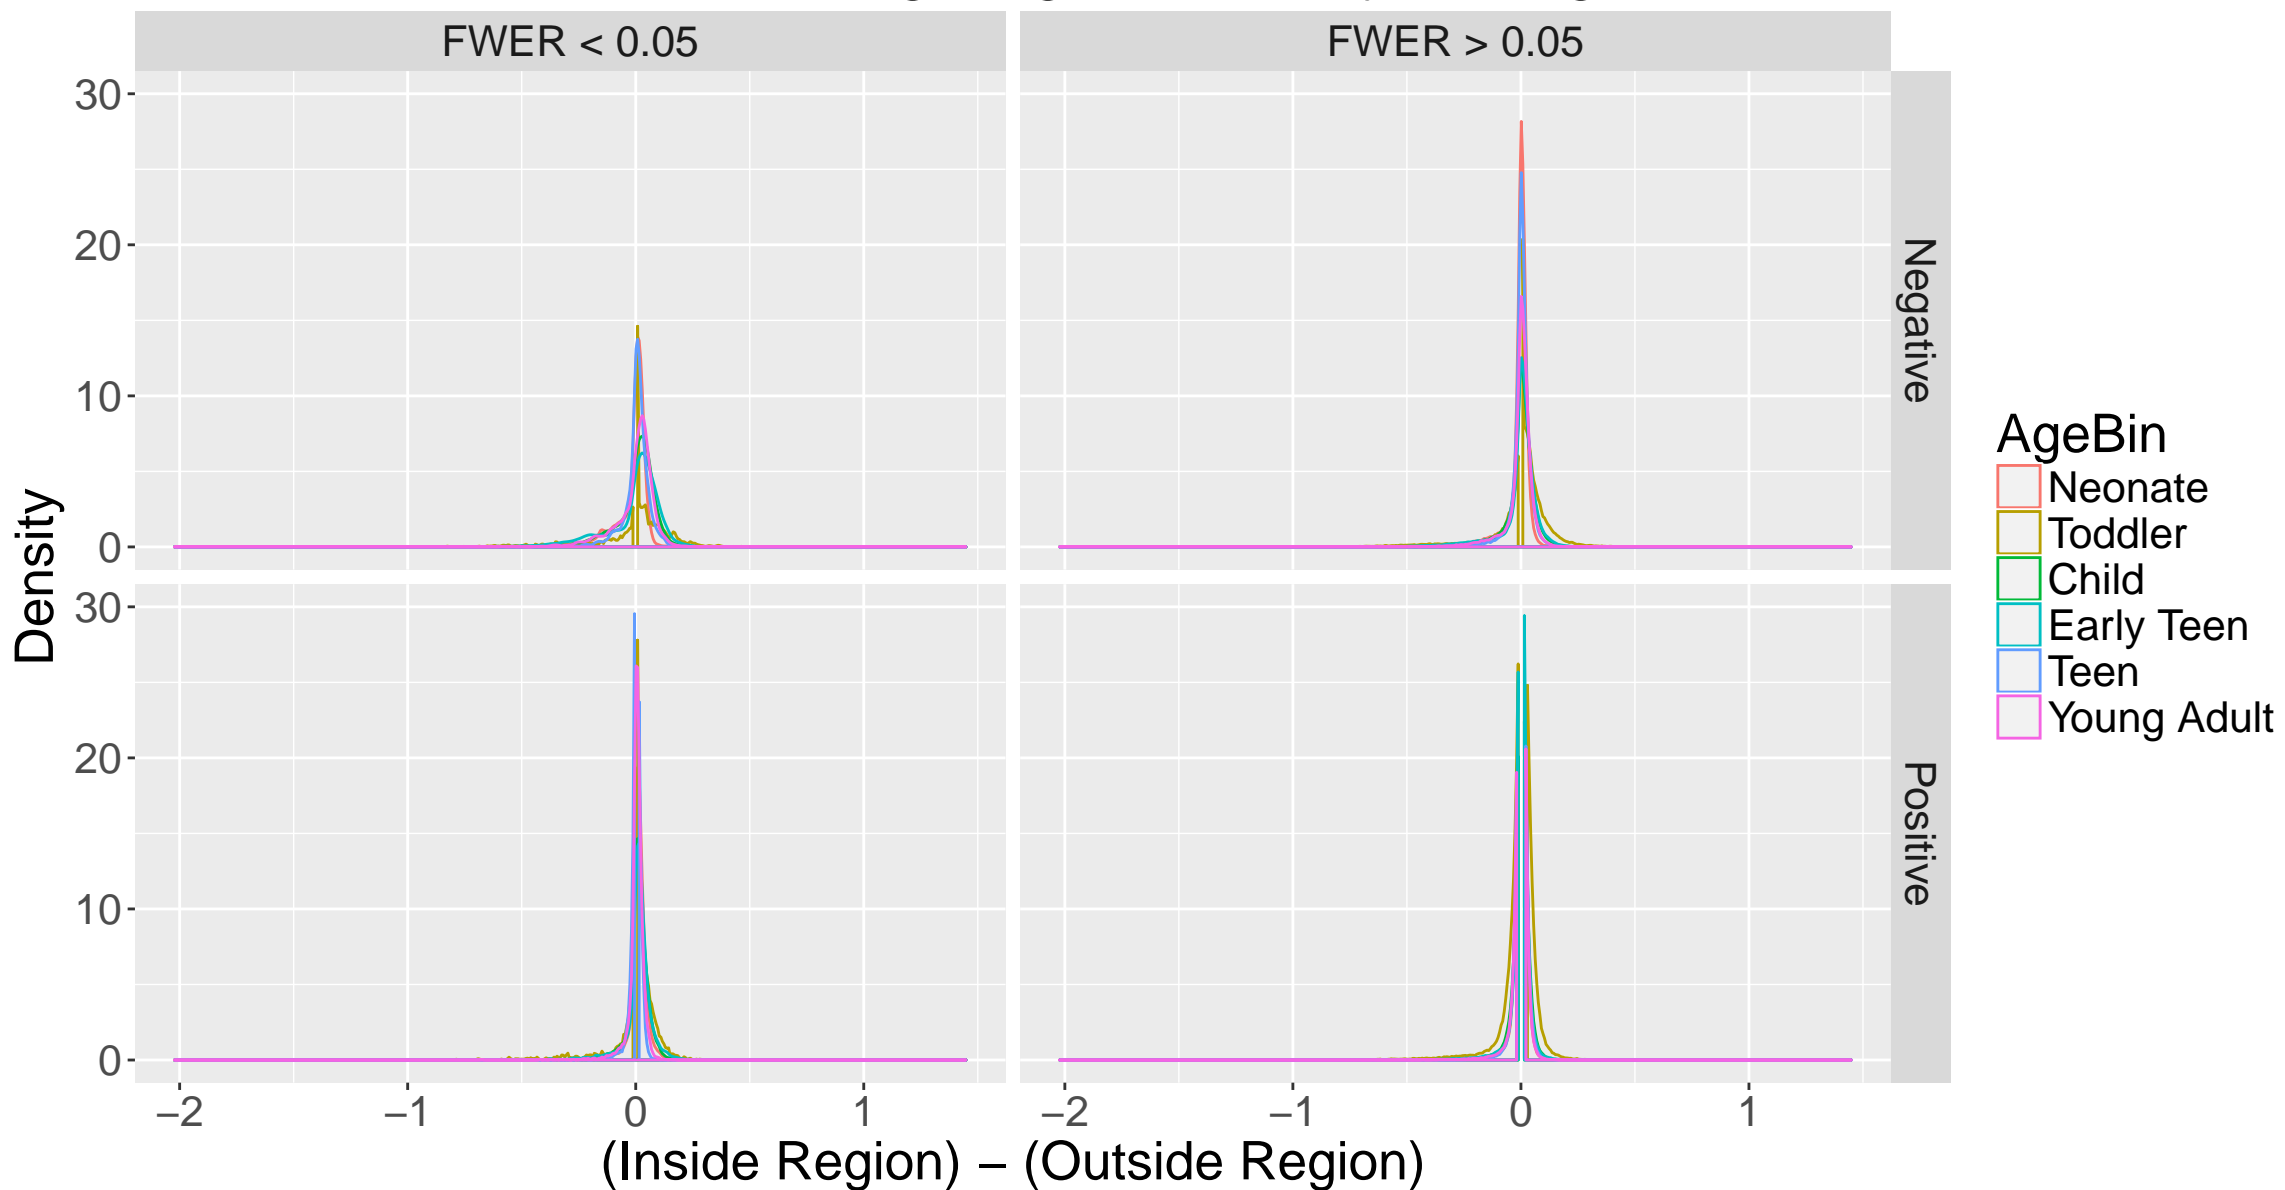 FWER < 0.05
FWER > 0.05
30
20
10
0
Negative
30
20
10
0
Positive
Density
−2
−1
0
1
−2
−1
0
1
(Inside Region) − (Outside Region)
AgeBin
Neonate
Toddler
Child
Early Teen
Teen
Young Adult